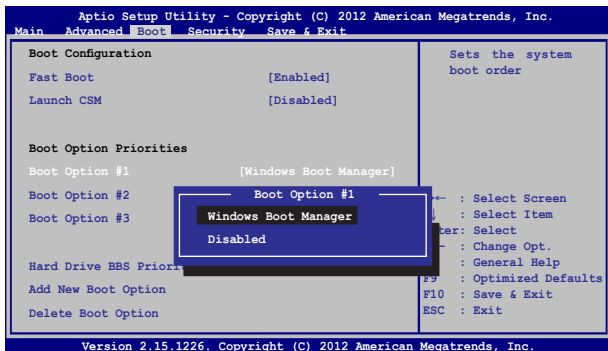 Aptio Setup Utility - Copyright (C) 2012 American Megatrends, Inc.
Main Advanced Boot Security Save & Exit
Boot Configuration
Fast Boot [Enabled]
Launch CSM [Disabled]
Boot Option Priorities
Boot Option #1 [Windows Boot Manager]
Boot Option #2
Boot Option #3
Hard Drive BBS
Add New Boot Option
Delete Boot Option
Boot Option #1
Windows Boot Manager
Disabled
Sets the system
boot order
←  : Select Screen
: Select Item
: Select
: Change Opt.
: General Help
F9 : Optimized Defaults
F10 : Save & Exit
ESC : Exit
Version 2.15.1226. Copyright (C) 2012 American Megatrends, Inc.